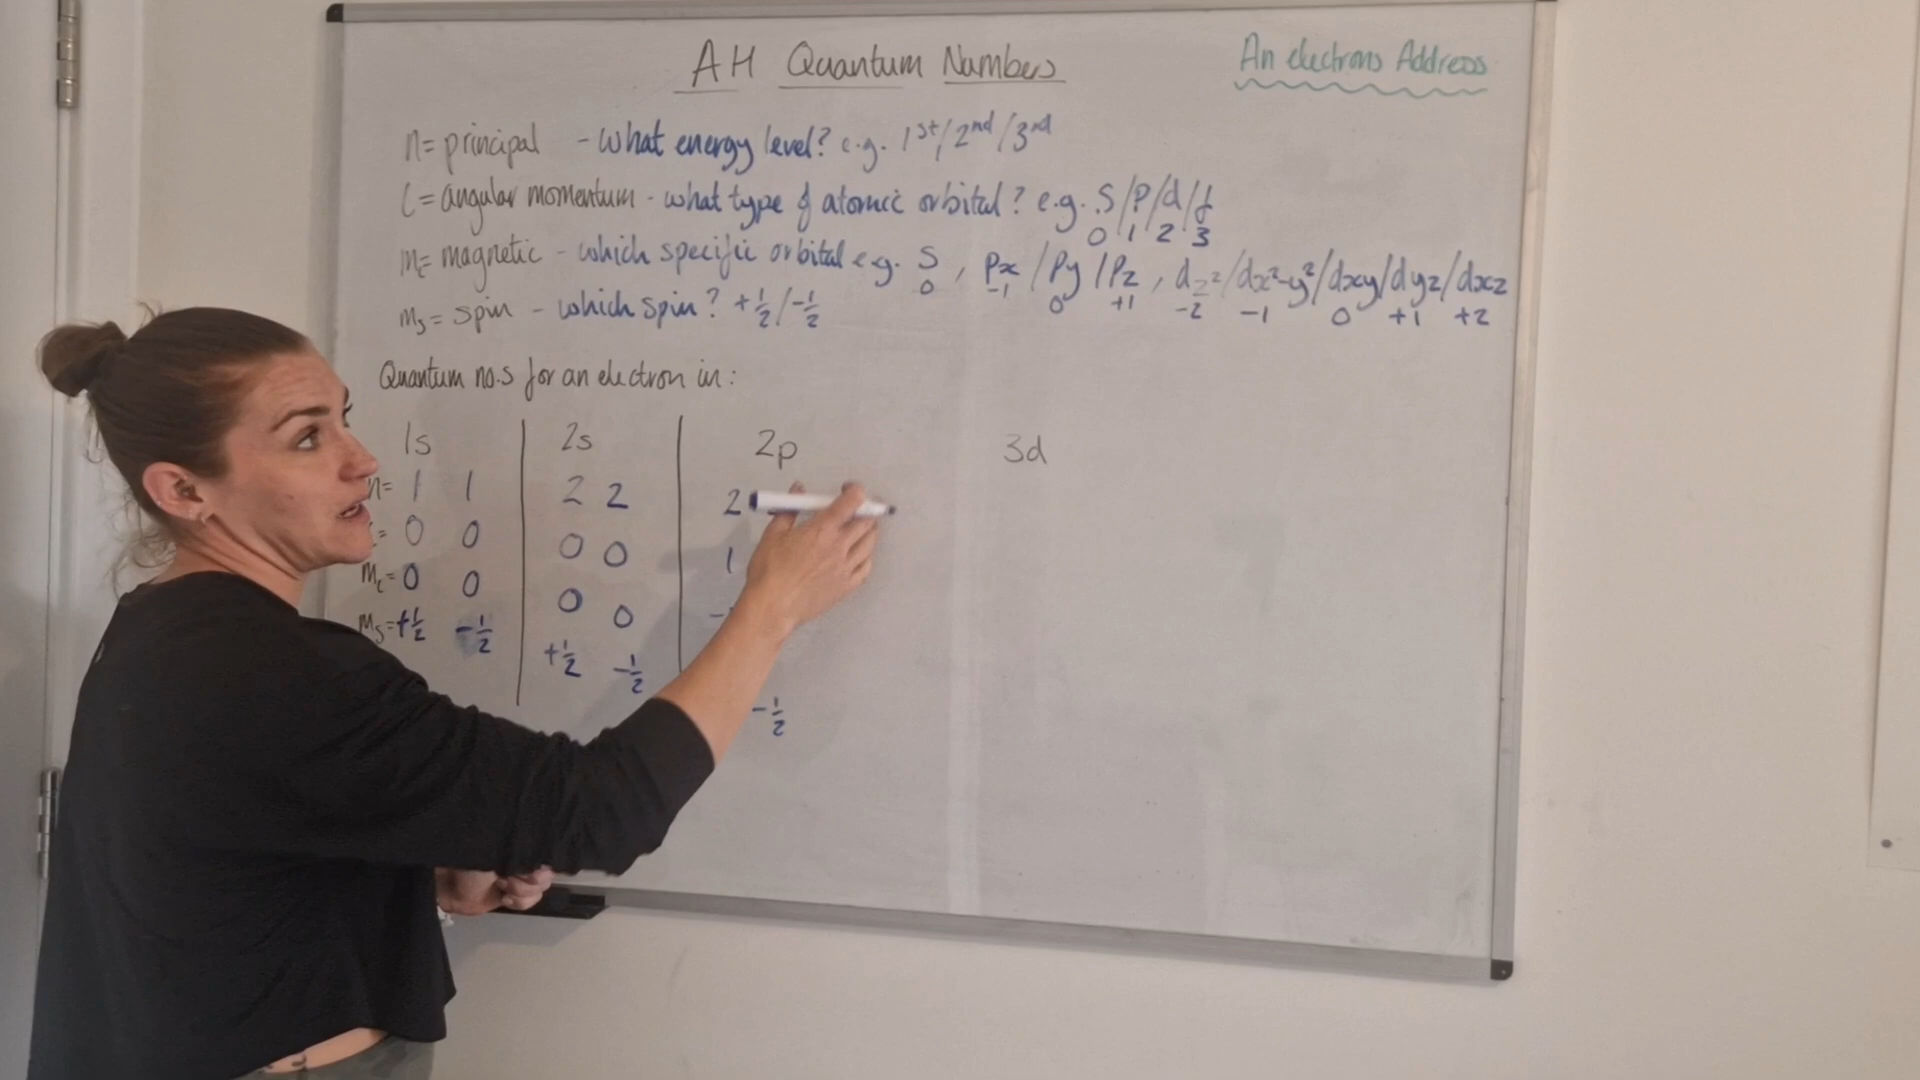 AH Quantum Numbers
An electrons Address
n= principal - What energy level? e.g. 1st/2nd/3rd
l= angular momentum - what type of atomic orbital? e.g. S/P/d/f
0 1 2 3
ml= magnetic - which specific orbital e.g. S, Px/Py/Pz, dz²/dx²-y²/dxy/dyz/dxz
0 -1 0 +1 -2 -1 0 +1 +2
ms= spin - which spin? +1/2/-1/2
Quantum no.s for an electron in:
1s 2s 2p 3d
n= 1 1 2 2 2
= 0 0 0 0 1
ml= 0 0 0 0
ms= +1/2 -1/2 +1/2 -1/2
-1/2